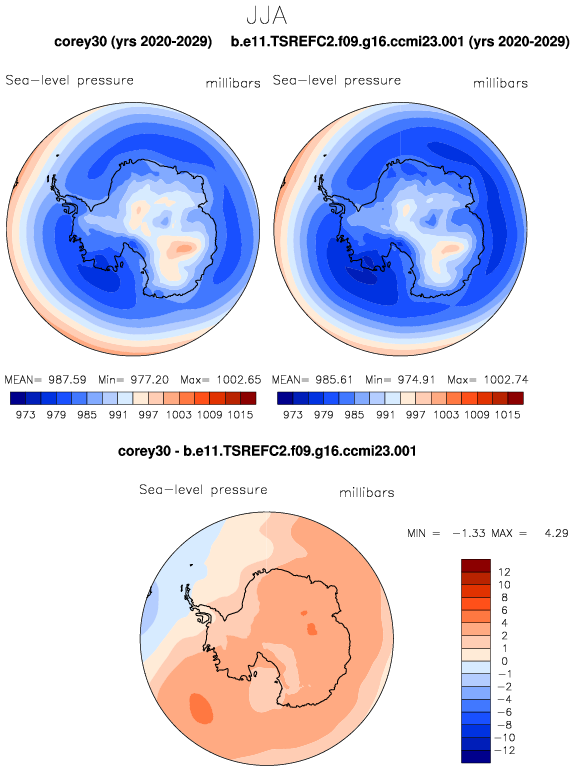 JJA
corey30 (yrs 2020-2029) b.e11.TSREFC2.f09.g16.ccmi23.001 (yrs 2020-2029)
Sea-level pressure millibars Sea-level pressure millibars
MEAN= 987.59 Min= 977.20 Max= 1002.65 MEAN= 985.61 Min= 974.91 Max= 1002.74
973 979 985 991 997 1003 1009 1015 973 979 985 991 997 1003 1009 1015
corey30 - b.e11.TSREFC2.f09.g16.ccmi23.001
Sea-level pressure millibars
MIN = -1.33 MAX = 4.29
12
10
8
6
4
2
1
0
-1
-2
-4
-6
-8
-10
-12